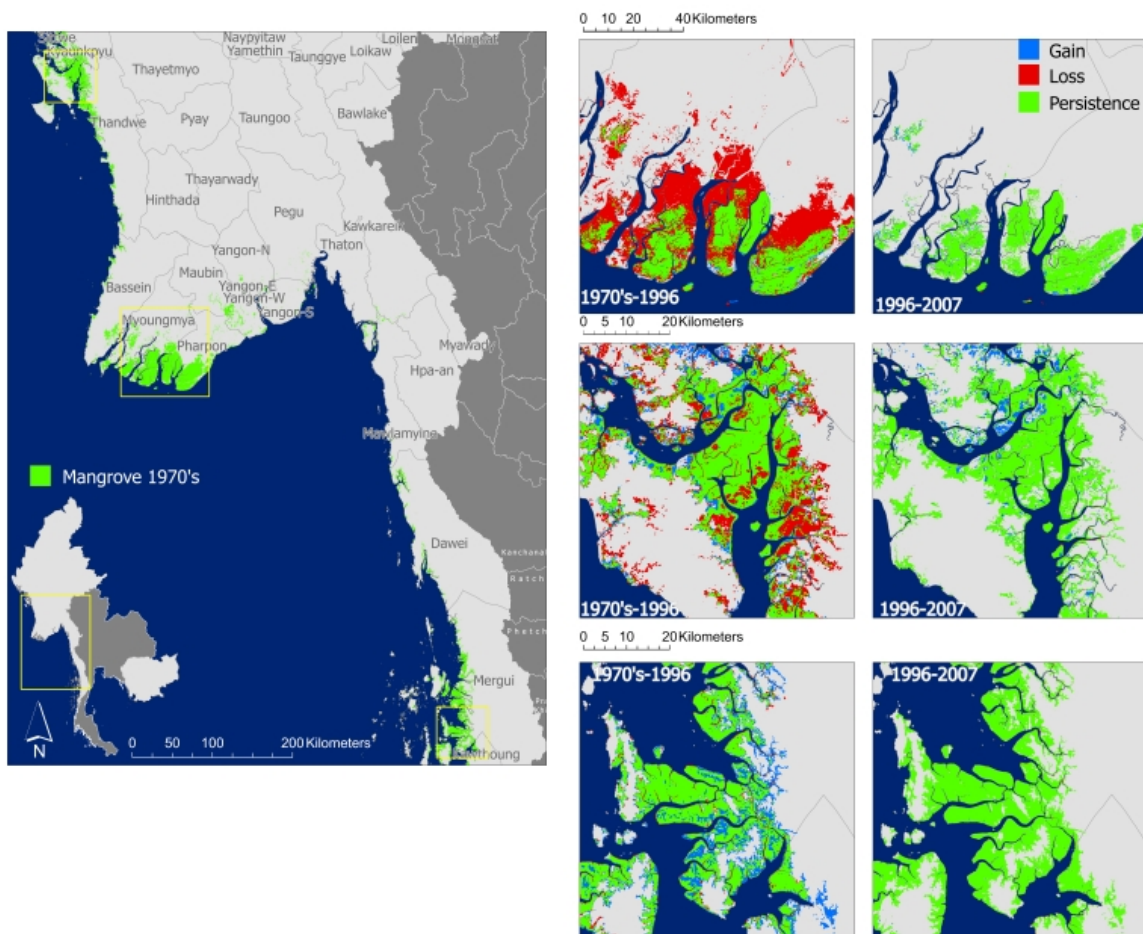 Kyounkpyu
Naypyitaw
Yamethin
Loilem
Taunggye
Loikaw
Thayetmyo
Bawlake
Thandwe
Pyay
Taungoo
Thayarwady
Hinthada
Pegu
Kawkareik
Thaton
Yangon-N
Maubin
Bassein
Yangon-E
Yangon-W
Yangon-S
Myoungmya
Pharpon
Myawady
Hpa-an
Mawlamyine
Mangrove 1970's
Dawei
Mergui
Kawthoung
N
0 50 100 200 Kilometers
0 10 20 40 Kilometers
Gain
Loss
Persistence
1970's-1996
1996-2007
0 5 10 20 Kilometers
1970's-1996
1996-2007
0 5 10 20 Kilometers
1970's-1996
1996-2007